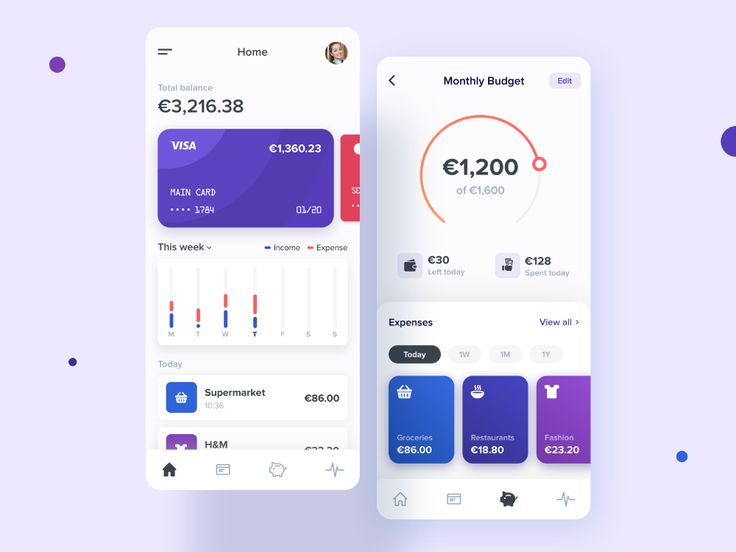 Home
Total balance
€3,216.38
VISA
€1,360.23
MAIN CARD
•••• 1784
01/20
SE
This week
Income
Expense
M T W T F S S
Today
Supermarket
10:36
€86.00
H&M
Monthly Budget
Edit
€1,200
of €1,600
€30
Left today
€128
Spent today
Expenses
View all >
Today
1W
1M
1Y
Groceries
€86.00
Restaurants
€18.80
Fashion
€23.20